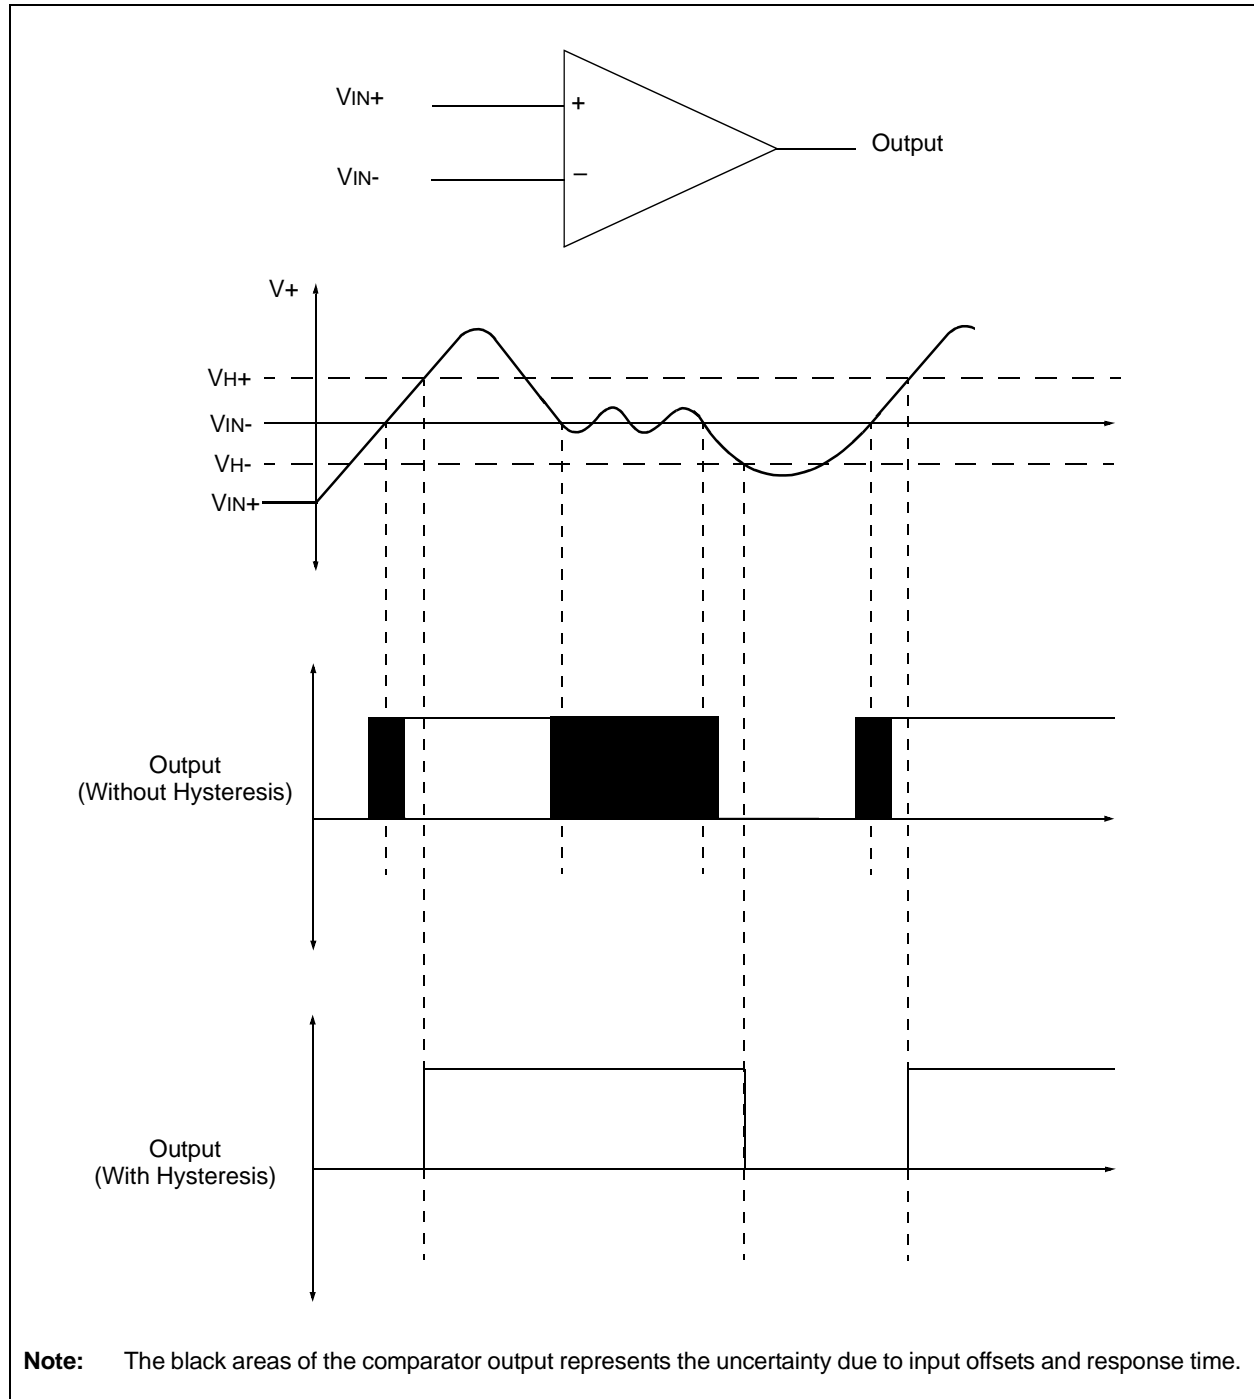 VIN+
+
Output
VIN-
–
V+
VH+
VIN-
VH-
VIN+
Output
(Without Hysteresis)
Output
(With Hysteresis)
Note: The black areas of the comparator output represents the uncertainty due to input offsets and response time.